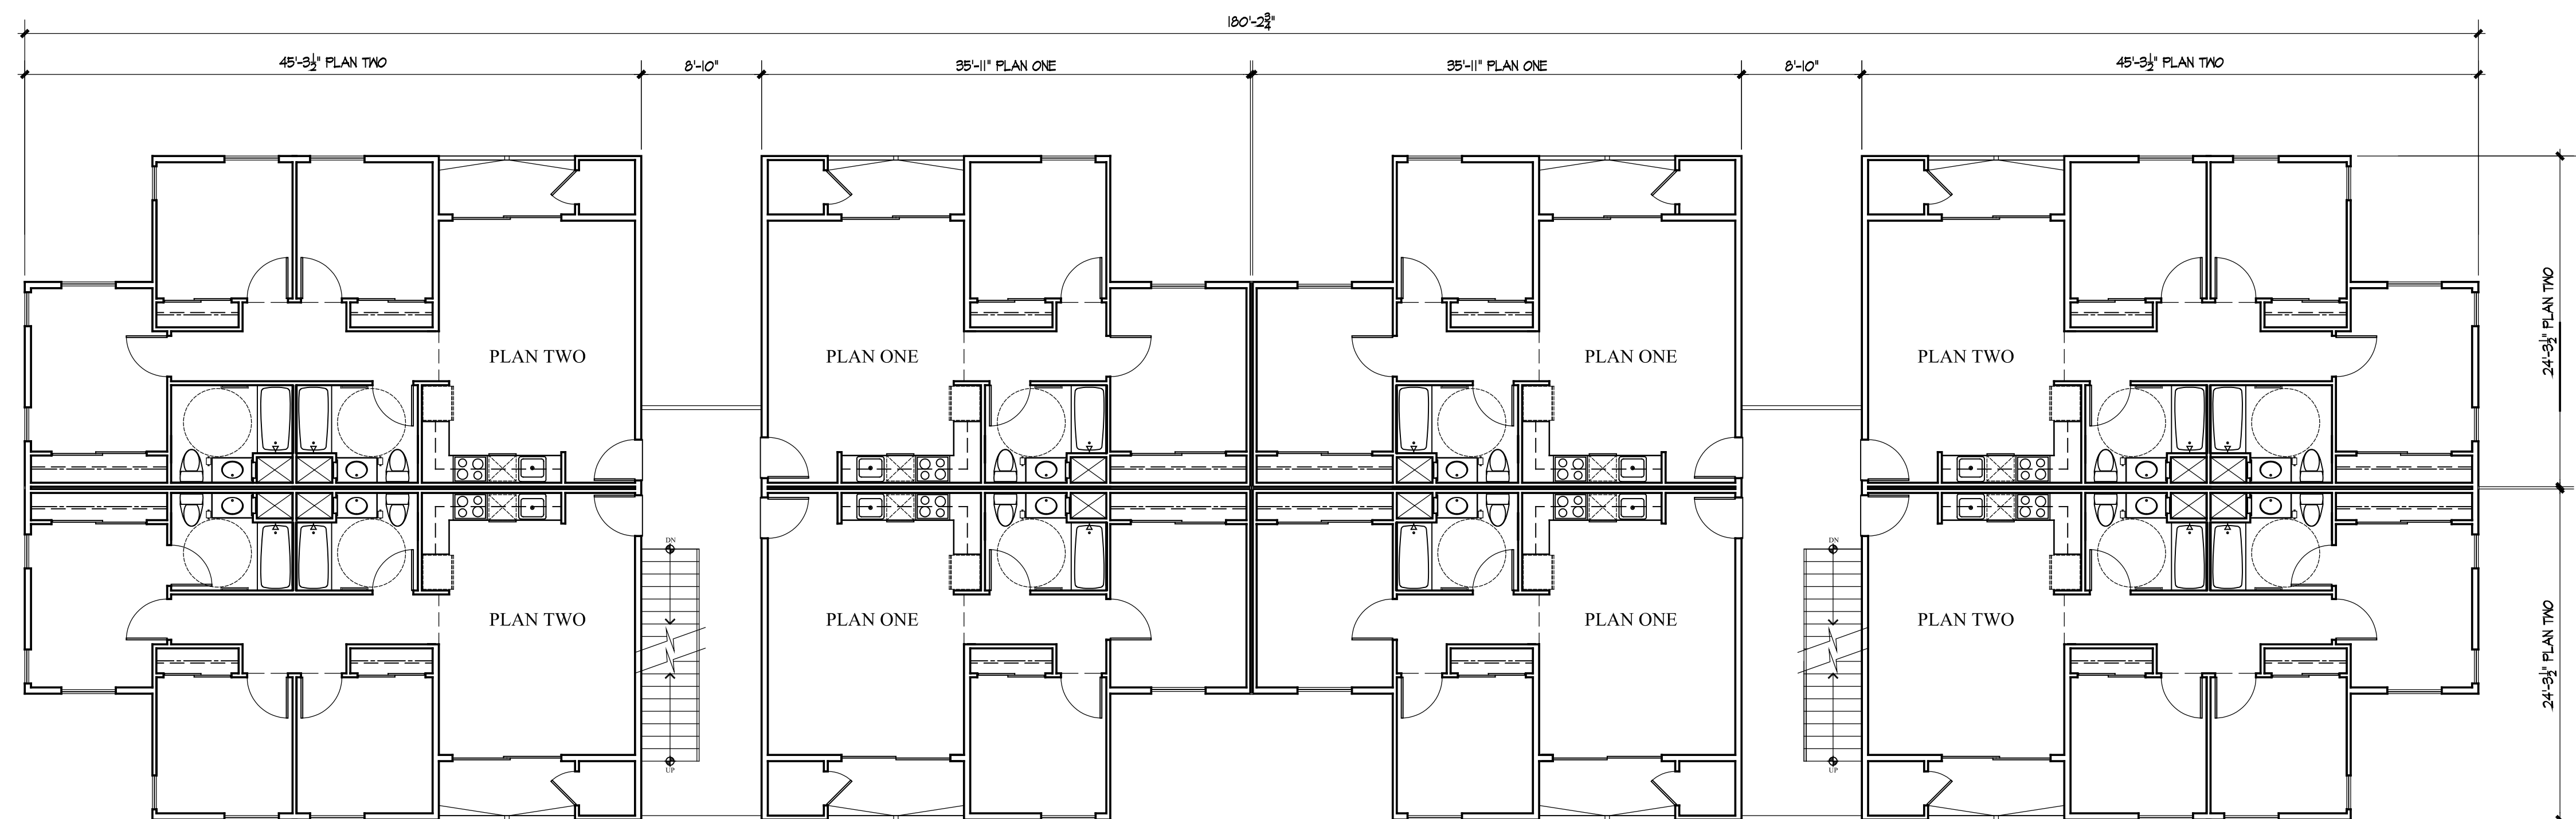 180'-2¾"
45'-3½" PLAN TWO
8'-10"
35'-11" PLAN ONE
35'-11" PLAN ONE
8'-10"
45'-3½" PLAN TWO
24'-3½" PLAN TWO
PLAN TWO
PLAN ONE
PLAN ONE
PLAN TWO
DN
DN
PLAN TWO
PLAN ONE
PLAN ONE
PLAN TWO
24'-3½" PLAN TWO
UP
UP